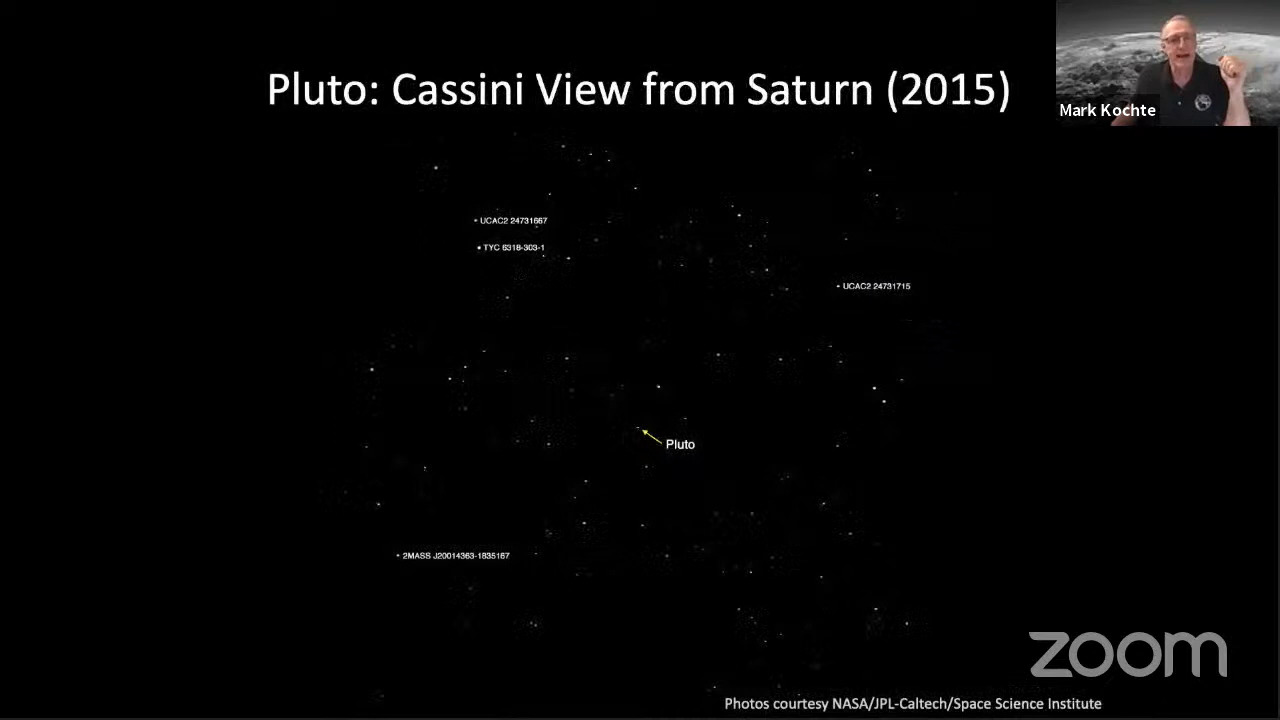 Pluto: Cassini View from Saturn (2015)
Mark Kochte
UCAC2 24731667
TYC 6318-303-1
UCAC2 24731715
Pluto
2MASS J20014363-1835167
zoom
Photos courtesy NASA/JPL-Caltech/Space Science Institute